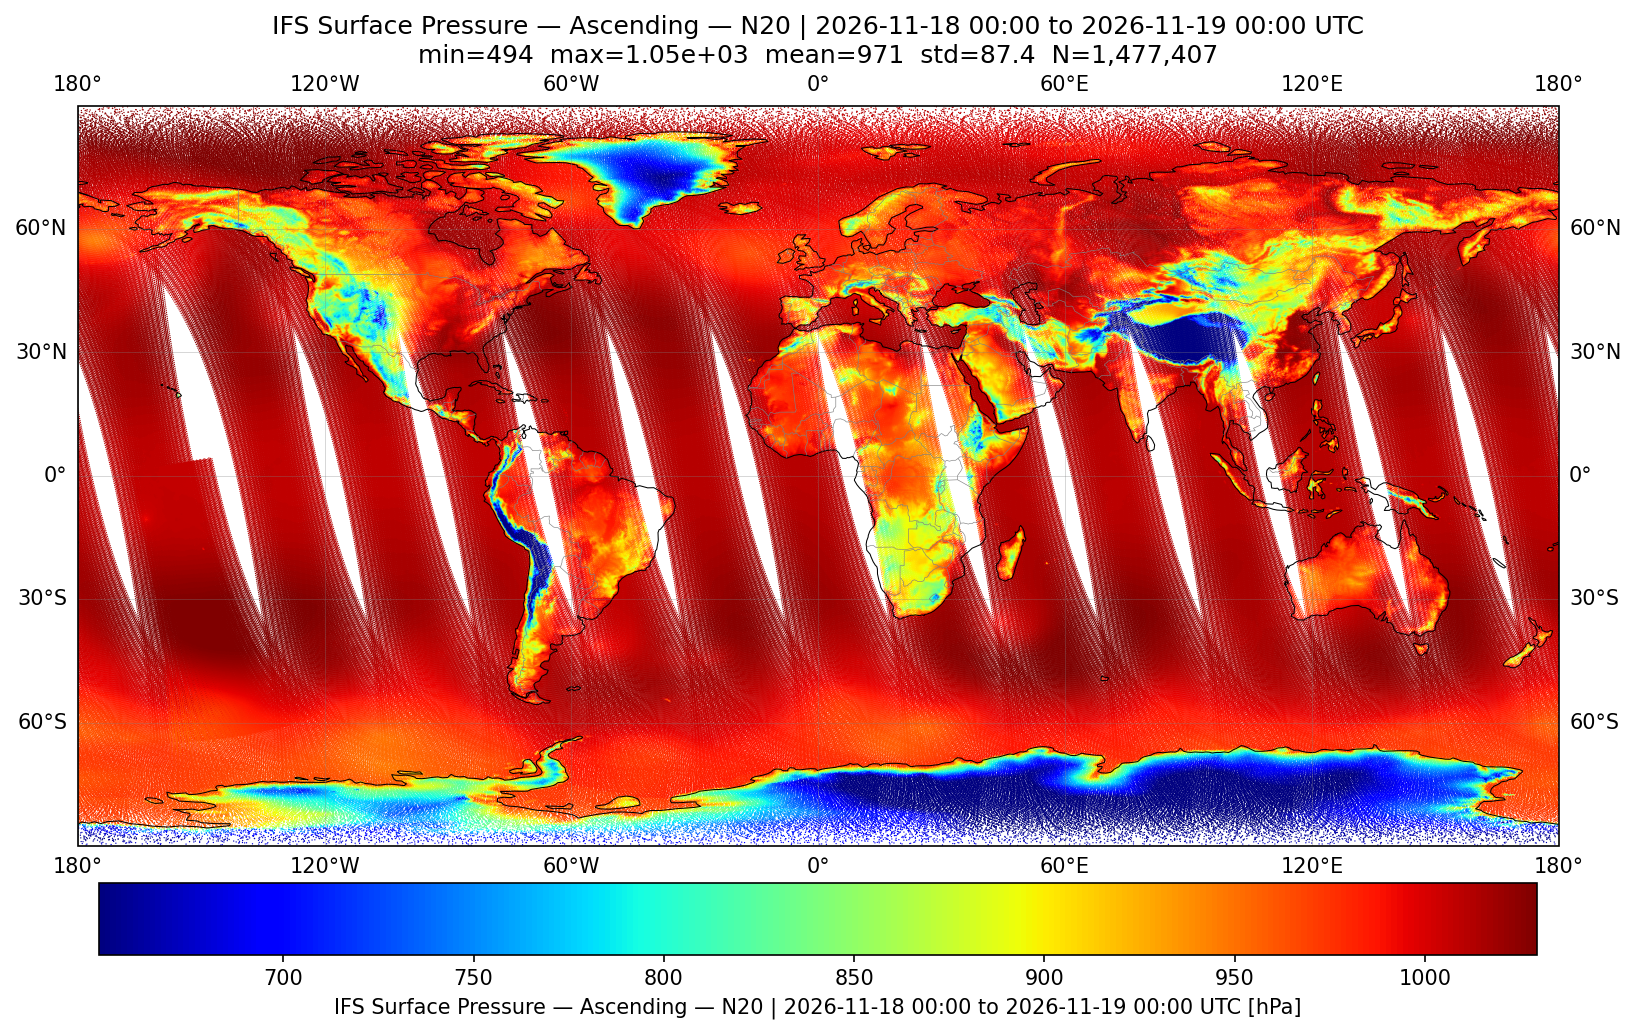 IFS Surface Pressure — Ascending — N20 | 2026-11-18 00:00 to 2026-11-19 00:00 UTC
min=494 max=1.05e+03 mean=971 std=87.4 N=1,477,407
180° 120°W 60°W 0° 60°E 120°E 180°
60°N 60°N
30°N 30°N
0° 0°
30°S 30°S
60°S 60°S
180° 120°W 60°W 0° 60°E 120°E 180°
700 750 800 850 900 950 1000
IFS Surface Pressure — Ascending — N20 | 2026-11-18 00:00 to 2026-11-19 00:00 UTC [hPa]